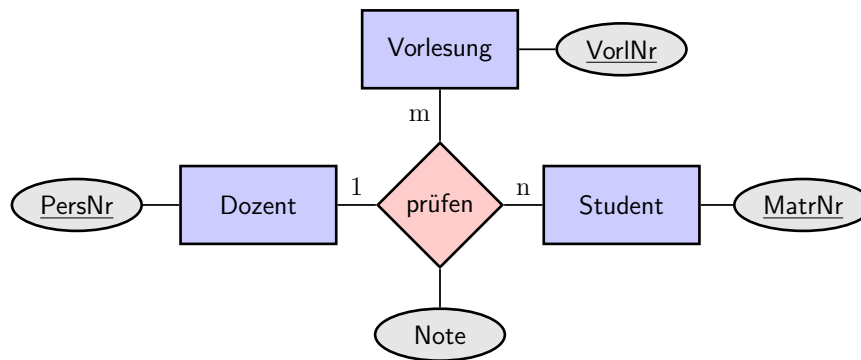 Vorlesung
VorlNr
m
PersNr
Dozent
1
prüfen
n
Student
MatrNr
Note